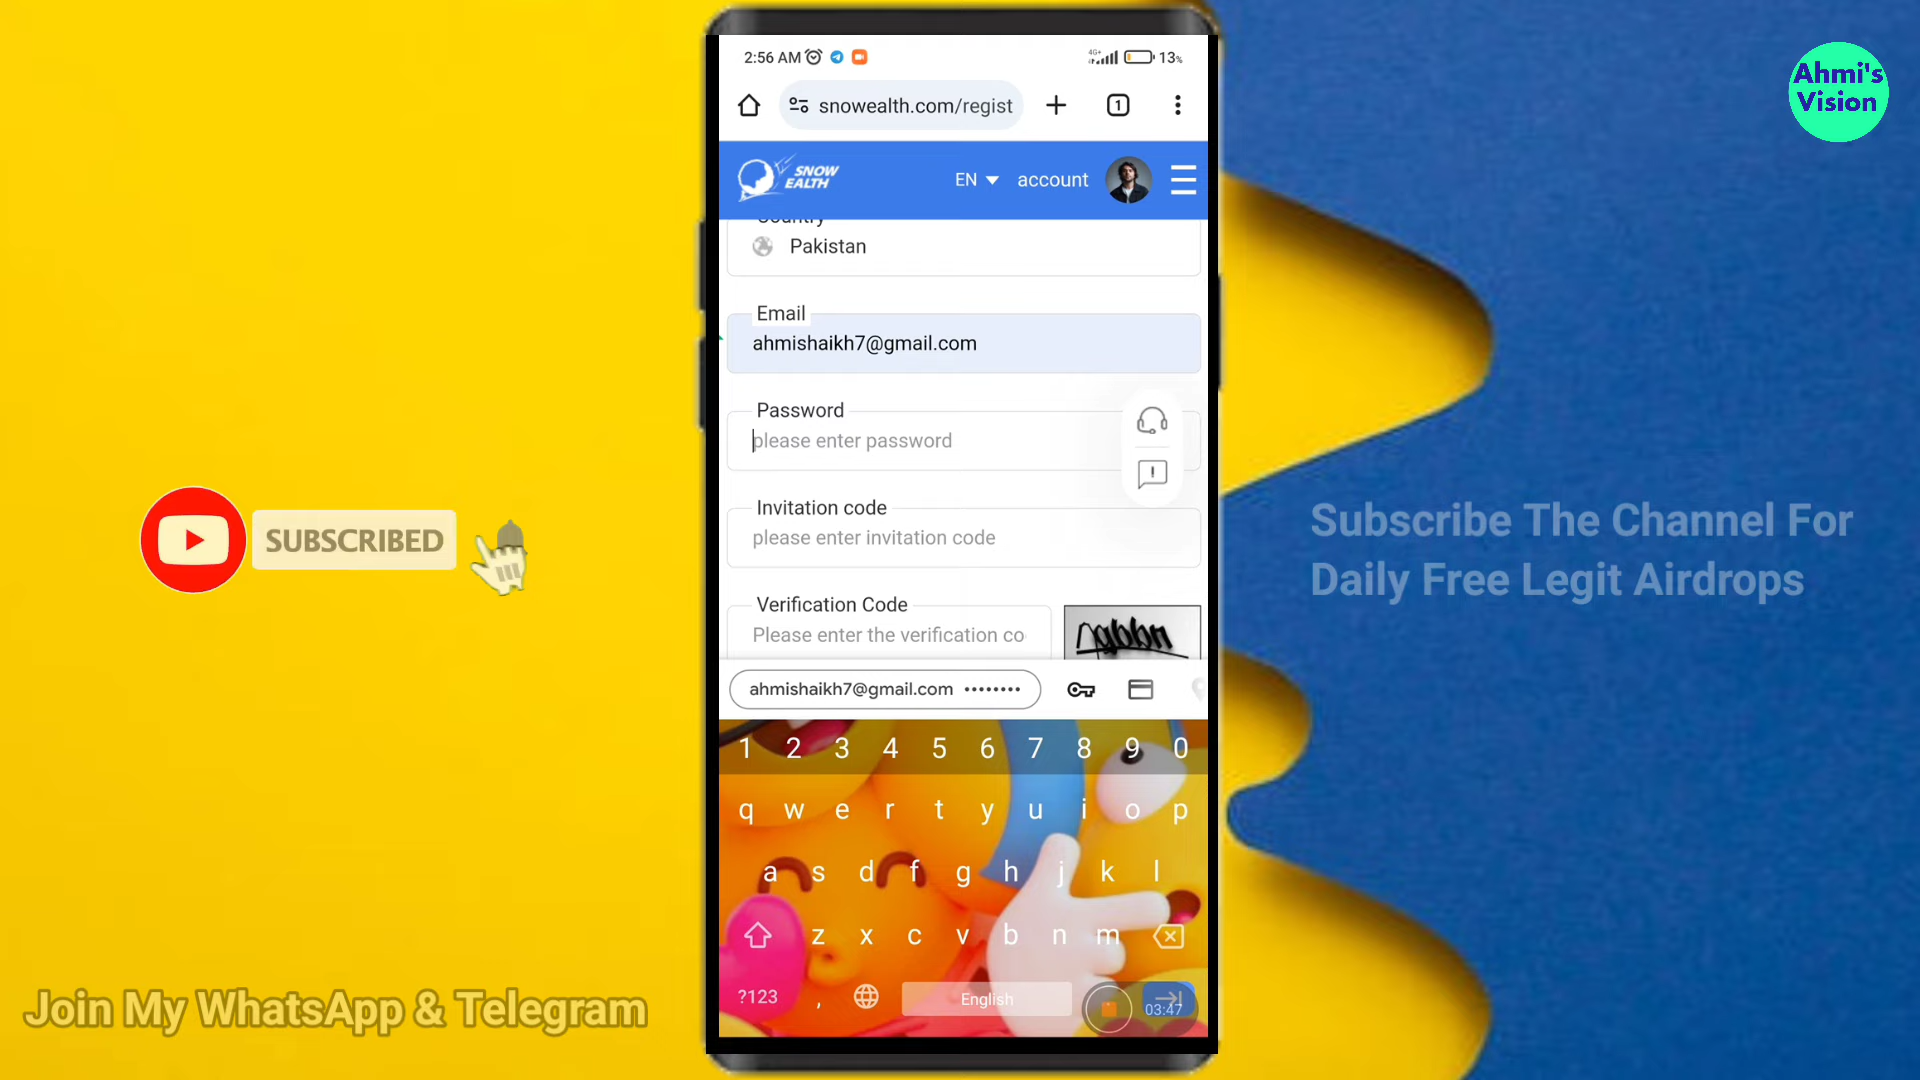 Ahmi's
Vision
2:56 AM
4G+
13%
snowealth.com/regist
1
SNOW
EALTH
EN
account
Country
Pakistan
Email
ahmishaikh7@gmail.com
Password
please enter password
Invitation code
please enter invitation code
Verification Code
Please enter the verification co
ahmishaikh7@gmail.com ••••••••
1 2 3 4 5 6 7 8 9 0
q w e r t y u i o p
a s d f g h j k l
z x c v b n m
?123 , English
03:47
SUBSCRIBED
Subscribe The Channel For
Daily Free Legit Airdrops
Join My WhatsApp & Telegram